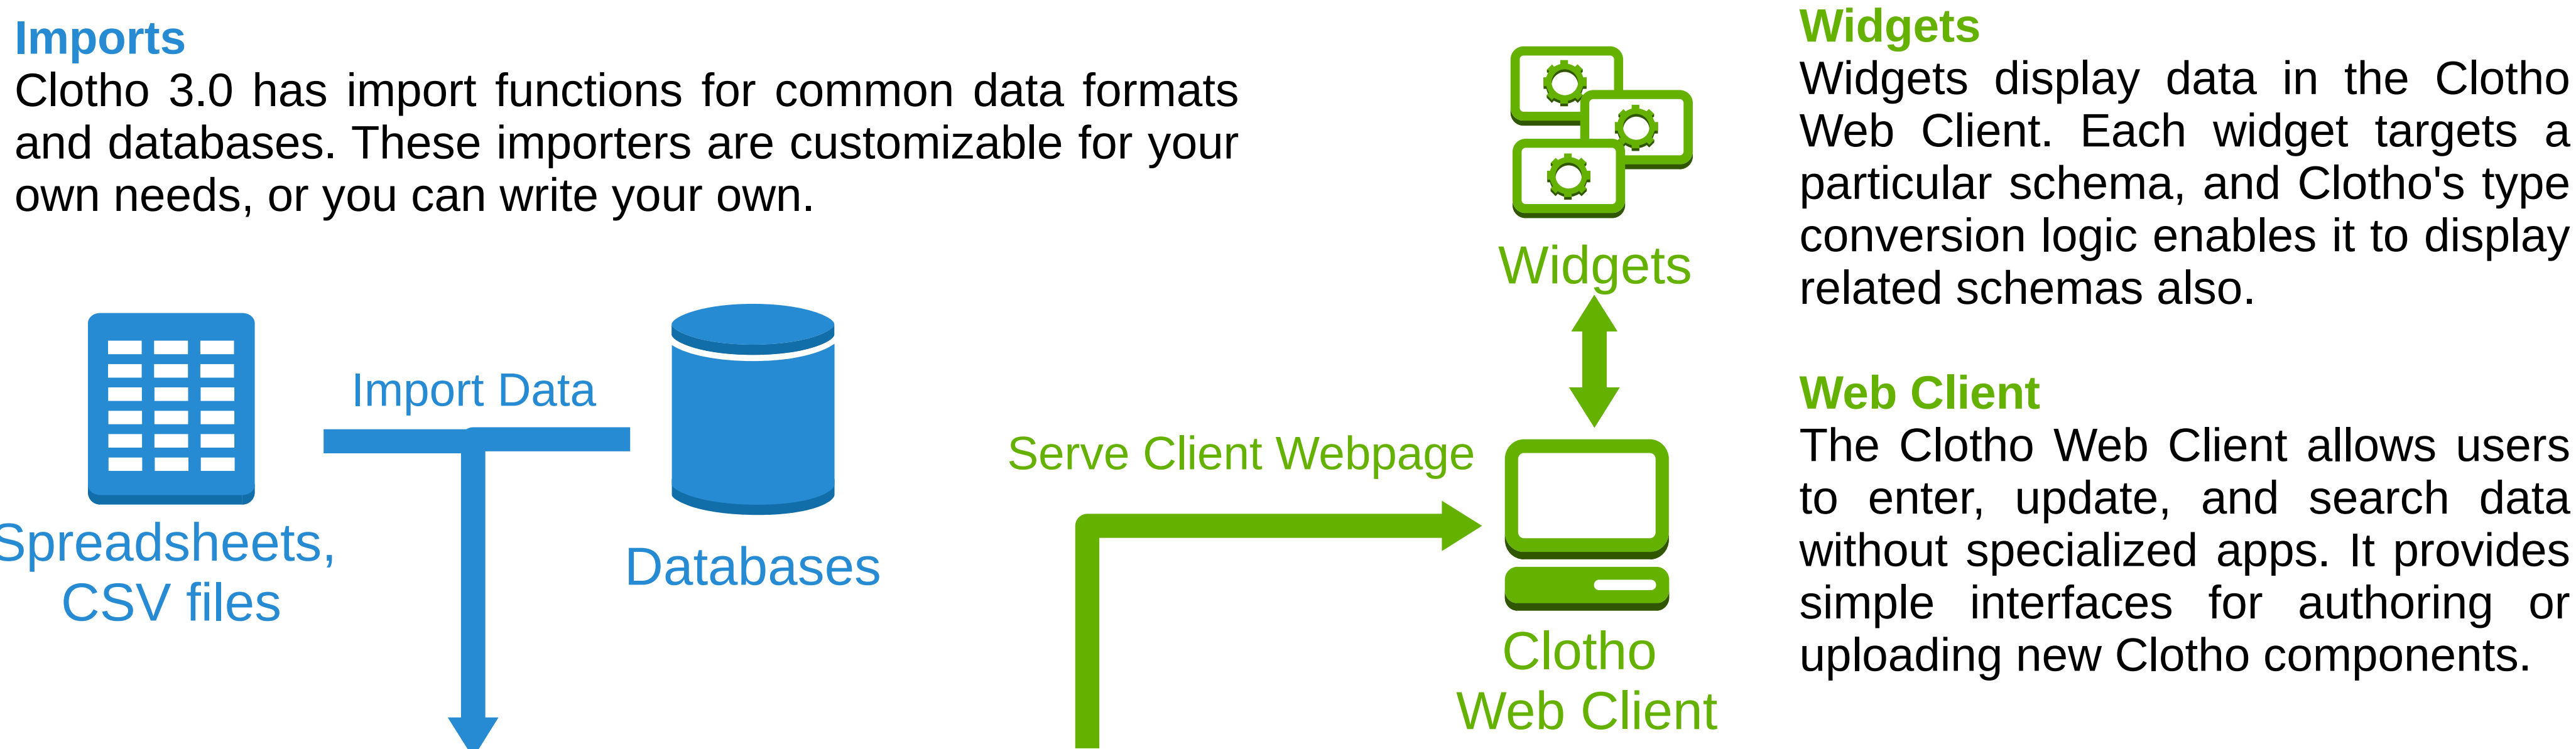 Imports
Clotho 3.0 has import functions for common data formats
and databases. These importers are customizable for your
own needs, or you can write your own.
Import Data
Spreadsheets,
CSV files
Databases
Widgets
Serve Client Webpage
Clotho
Web Client
Widgets
Widgets display data in the Clotho
Web Client. Each widget targets a
particular schema, and Clotho's type
conversion logic enables it to display
related schemas also.
Web Client
The Clotho Web Client allows users
to enter, update, and search data
without specialized apps. It provides
simple interfaces for authoring or
uploading new Clotho components.